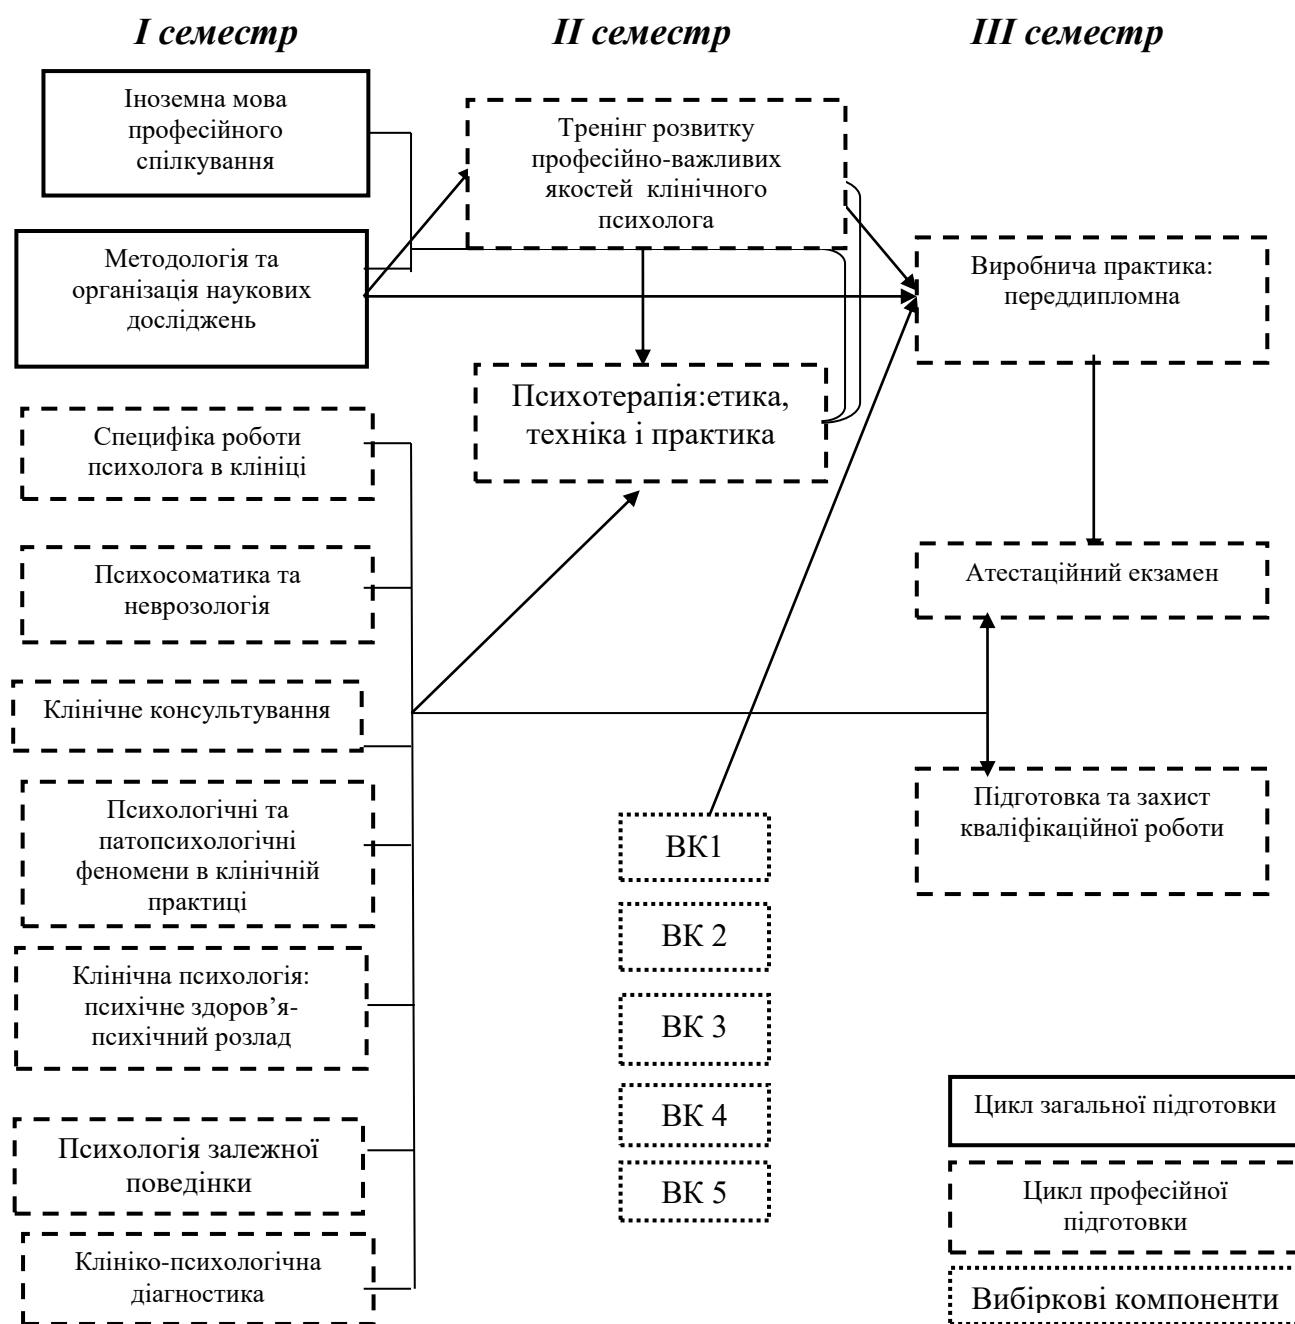 I семестр
II семестр
III семестр
Іноземна мова
професійного
спілкування
Методологія та
організація наукових
досліджень
Специфіка роботи
психолога в клініці
Психосоматика та
неврозологія
Клінічне консультування
Психологічні та
патопсихологічні
феномени в клінічній
практиці
Клінічна психологія:
психічне здоров’я-
психічний розлад
Психологія залежної
поведінки
Клініко-психологічна
діагностика
Тренінг розвитку
професійно-важливих
якостей клінічного
психолога
Психотерапія:етика,
техніка і практика
ВК1
ВК 2
ВК 3
ВК 4
ВК 5
Виробнича практика:
переддипломна
Атестаційний екзамен
Підготовка та захист
кваліфікаційної роботи
Цикл загальної підготовки
Цикл професійної
підготовки
Вибіркові компоненти